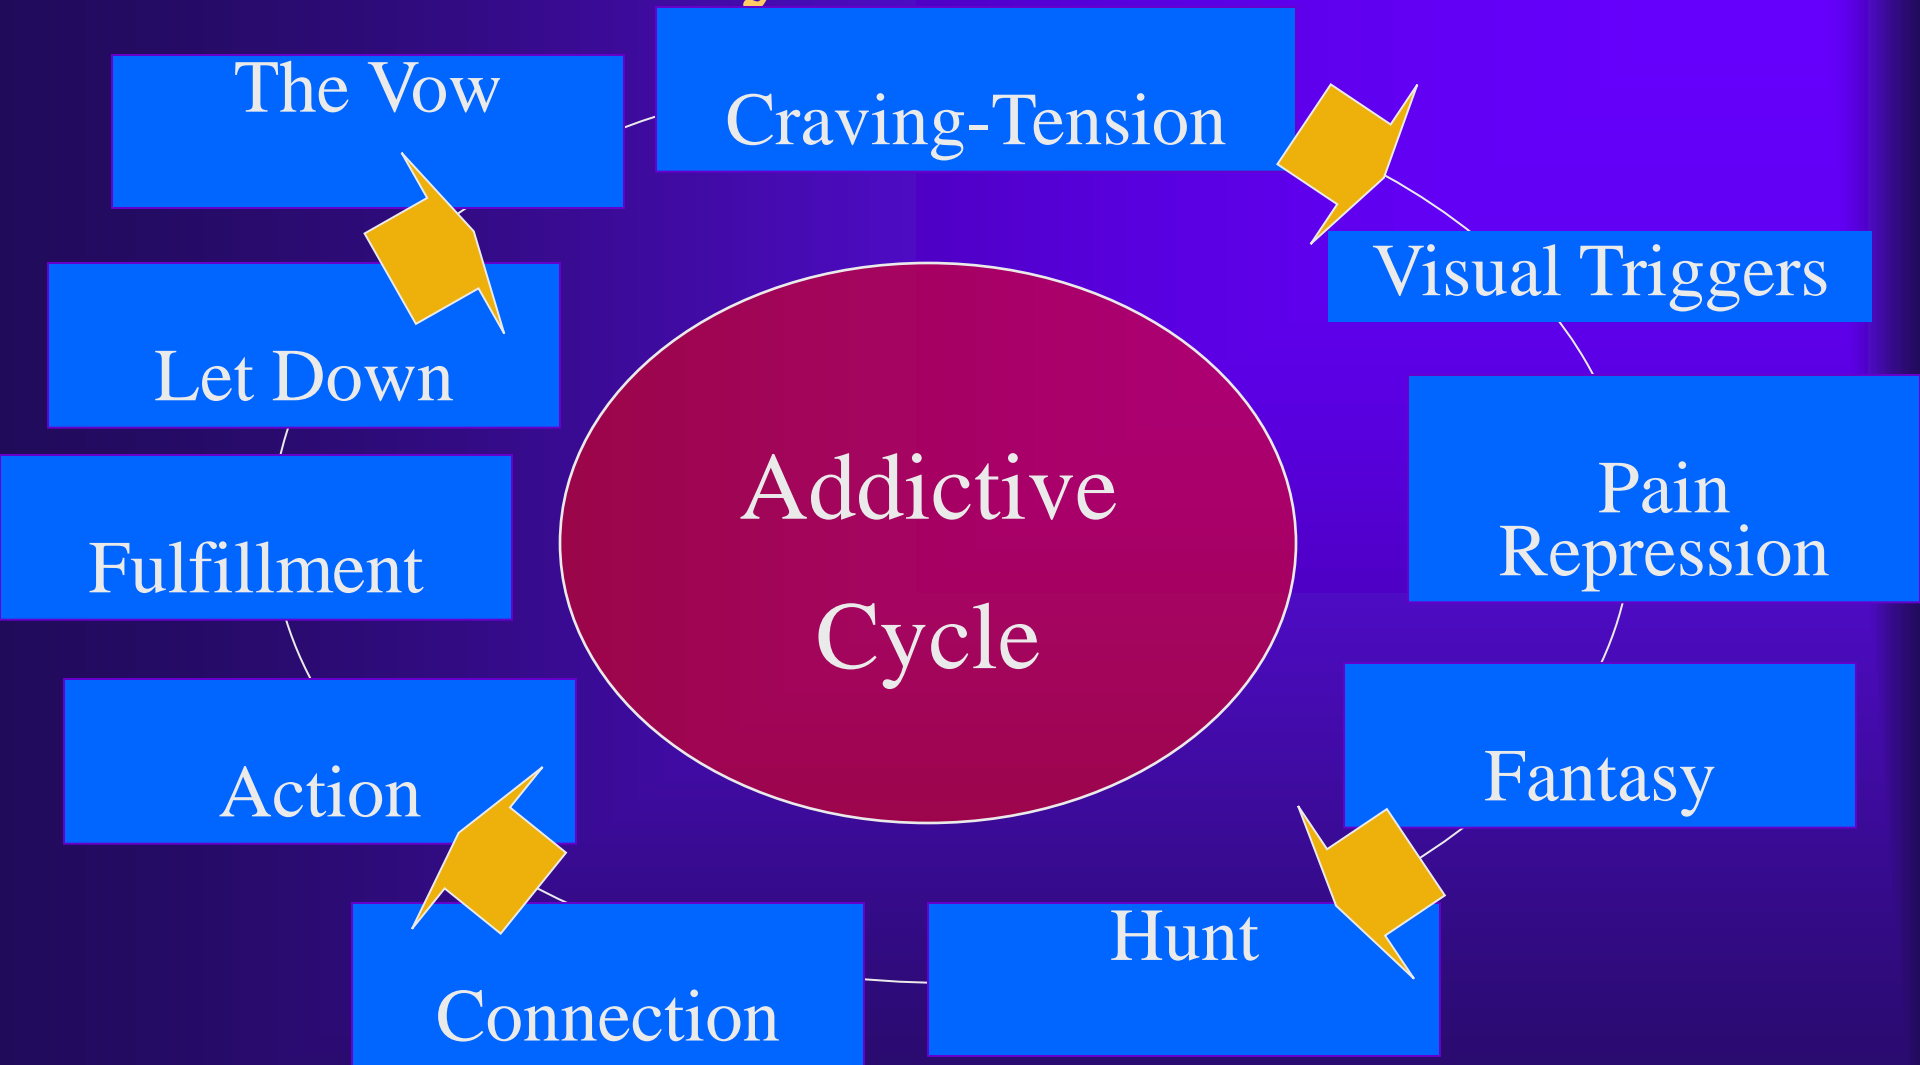 The Vow
Craving-Tension
Visual Triggers
Let Down
Pain
Repression
Addictive
Cycle
Fulfillment
Fantasy
Action
Hunt
Connection